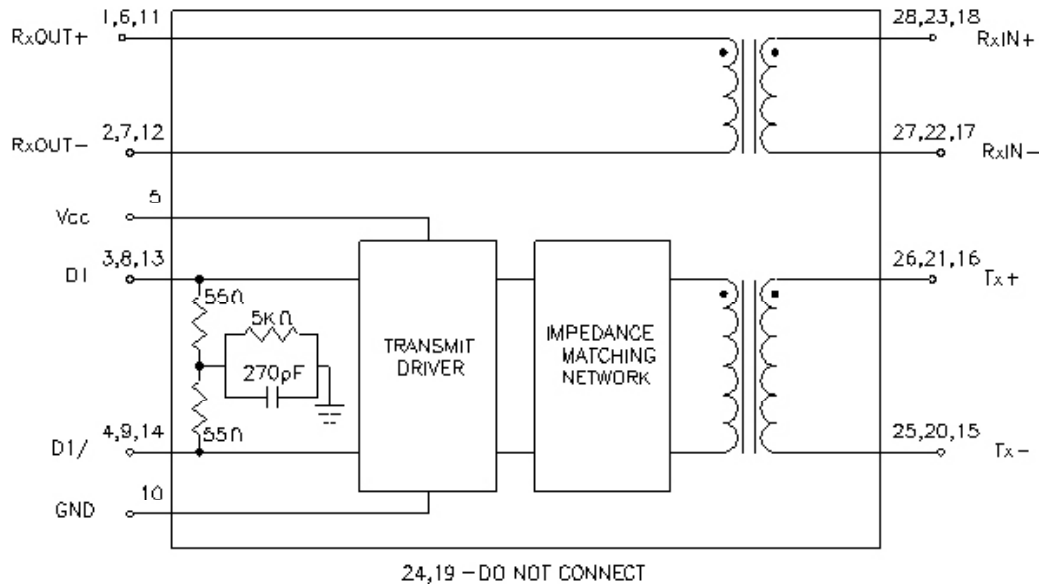 1,6,11
28,23,18
RxOUT+
RxIN+
2,7,12
27,22,17
RxOUT-
RxIN-
5
Vcc
3,8,13
26,21,16
D1
Tx+
55Ω
5KΩ
270pF
TRANSMIT
DRIVER
IMPEDANCE
MATCHING
NETWORK
55Ω
4,9,14
25,20,15
D1/
Tx-
10
GND
24,19 -DO NOT CONNECT